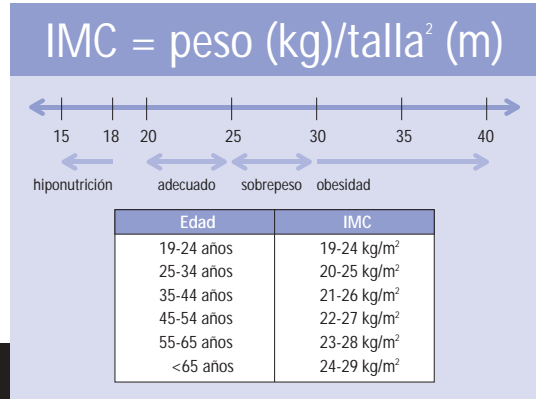 IMC = peso (kg)/talla² (m)
15 18 20 25 30 35 40
hiponutrición adecuado sobrepeso obesidad
Edad IMC
19-24 años 19-24 kg/m²
25-34 años 20-25 kg/m²
35-44 años 21-26 kg/m²
45-54 años 22-27 kg/m²
55-65 años 23-28 kg/m²
<65 años 24-29 kg/m²